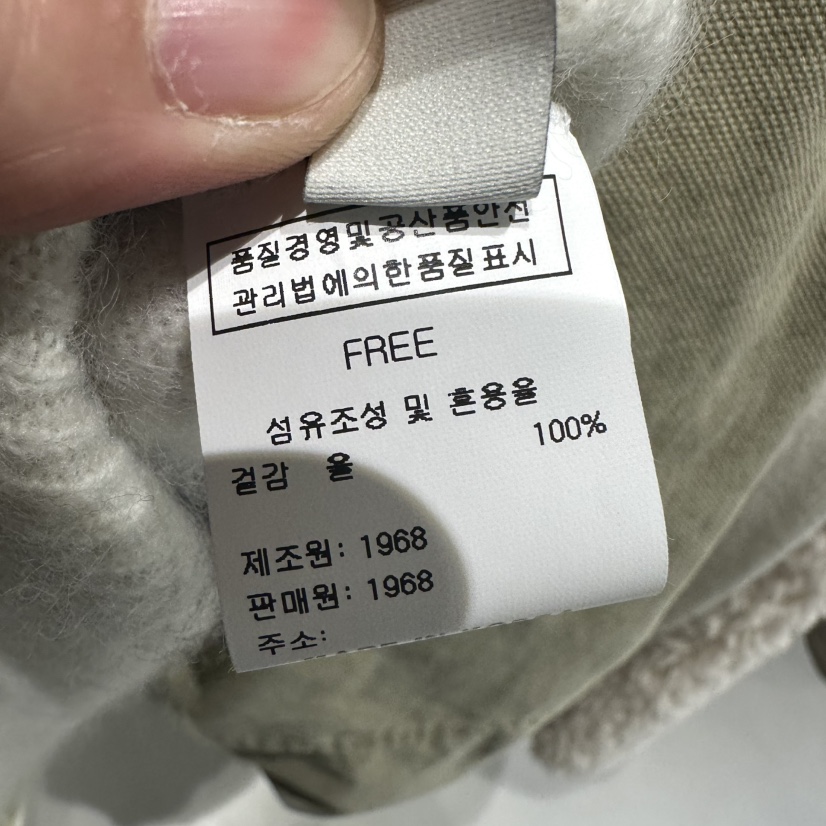 품질경영및공산품안전
관리법에의한품질표시
FREE
섬유조성 및 혼용율
100%
겉감 울
제조원: 1968
판매원: 1968
주소: